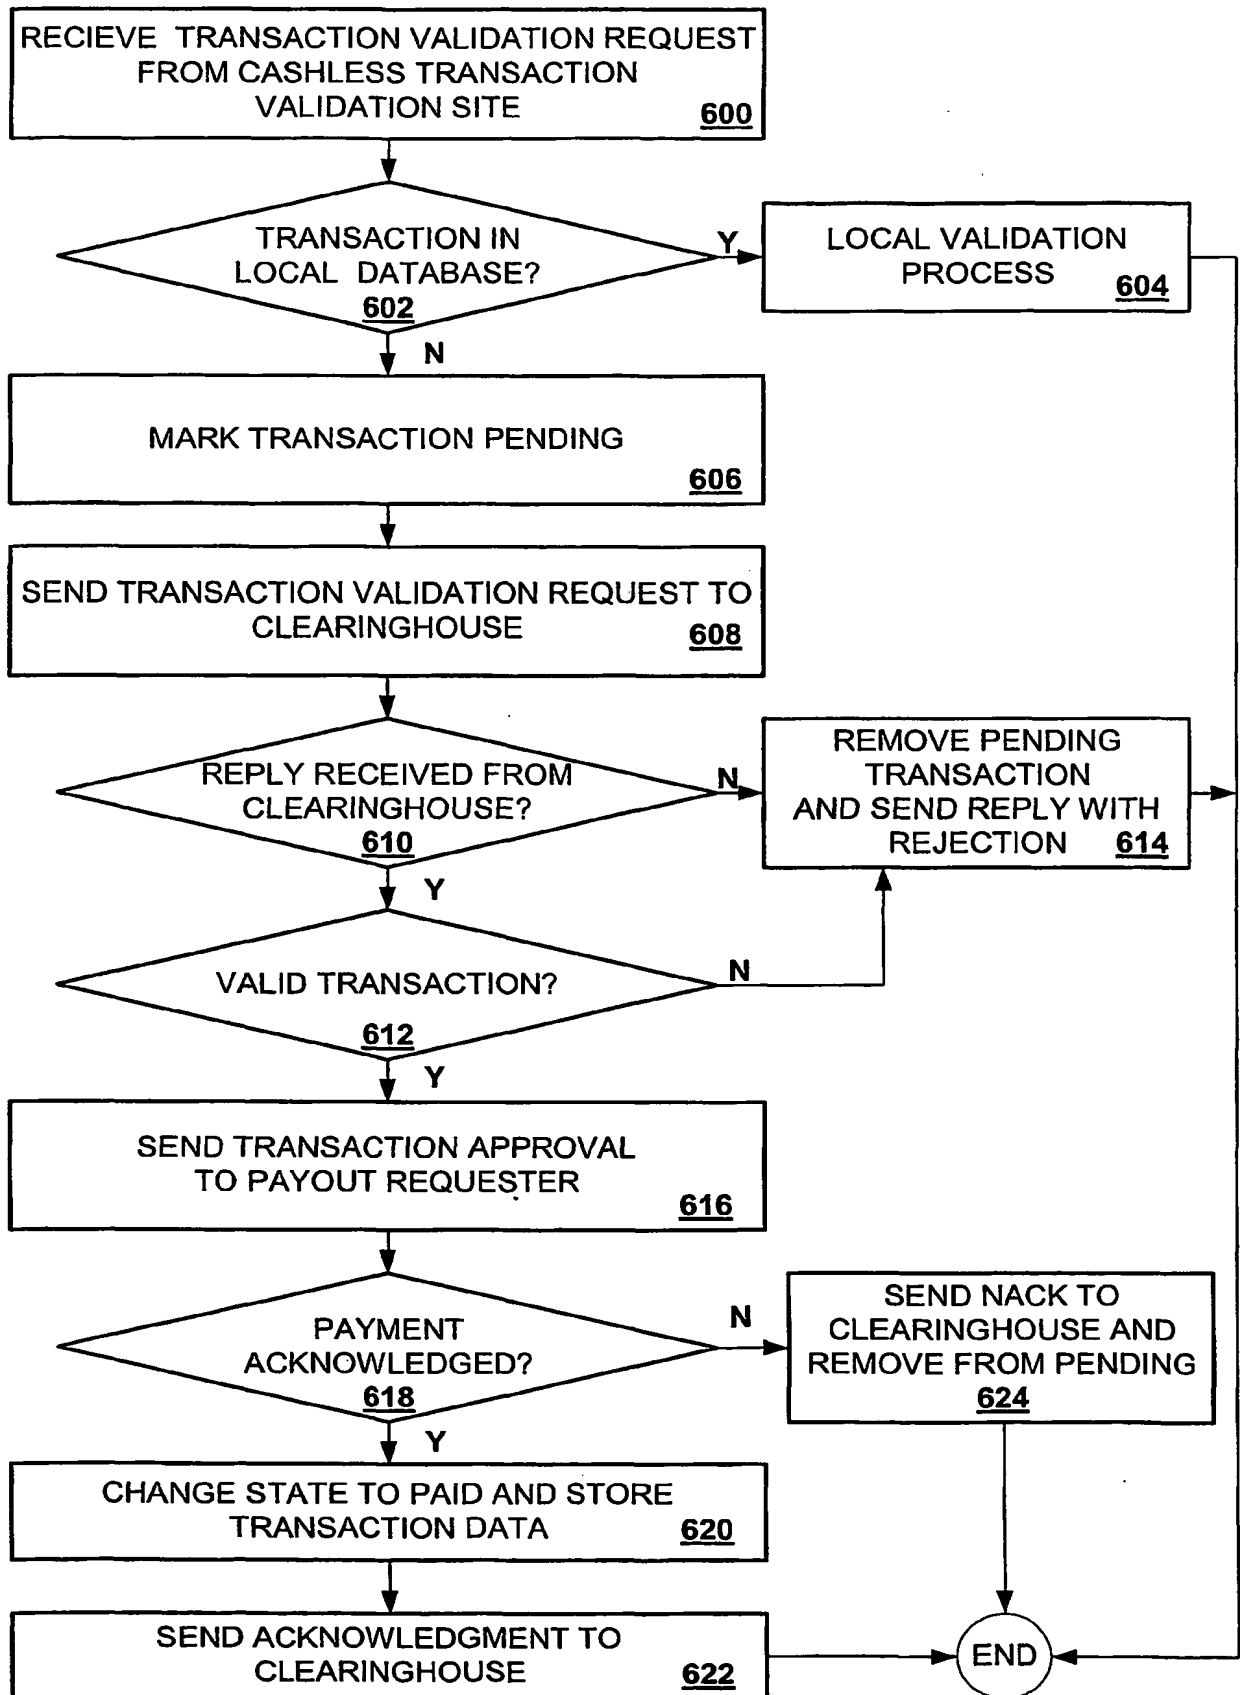 RECIEVE TRANSACTION VALIDATION REQUEST
FROM CASHLESS TRANSACTION
VALIDATION SITE
600
TRANSACTION IN
LOCAL DATABASE?
602
Y
LOCAL VALIDATION
PROCESS
604
N
MARK TRANSACTION PENDING
606
SEND TRANSACTION VALIDATION REQUEST TO
CLEARINGHOUSE
608
REPLY RECEIVED FROM
CLEARINGHOUSE?
610
N
REMOVE PENDING
TRANSACTION
AND SEND REPLY WITH
REJECTION 614
Y
VALID TRANSACTION?
612
N
Y
SEND TRANSACTION APPROVAL
TO PAYOUT REQUESTER
616
PAYMENT
ACKNOWLEDGED?
618
N
SEND NACK TO
CLEARINGHOUSE AND
REMOVE FROM PENDING
624
Y
CHANGE STATE TO PAID AND STORE
TRANSACTION DATA
620
SEND ACKNOWLEDGMENT TO
CLEARINGHOUSE
622
END